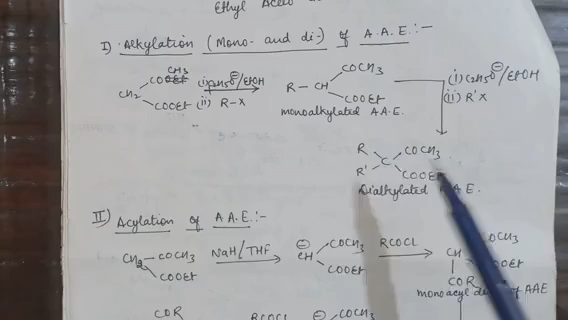 Ethyl Aceto
I) Alkylation (Mono- and di-) of A.A.E.:-
CH2 COCH3 COOEt (i) C2H5O⊖/EtOH (ii) R-X
R-CH COCH3 COOEt
monoalkylated A.A.E.
(i) C2H5O⊖/EtOH
(ii) R'X
R R' C COCH3 COOEt
Dialkylated A.A.E.
II) Acylation of A.A.E:-
CH2 COCH3 COOEt NaH/THF
⊖CH COCH3 COOEt RCOCl
CH COCH3 COOEt COR
monoacyl of AAE
COR RCOCl ⊖ COCH3